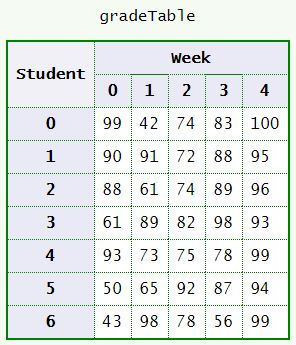 gradeTable
Student Week
0 1 2 3 4
0 99 42 74 83 100
1 90 91 72 88 95
2 88 61 74 89 96
3 61 89 82 98 93
4 93 73 75 78 99
5 50 65 92 87 94
6 43 98 78 56 99